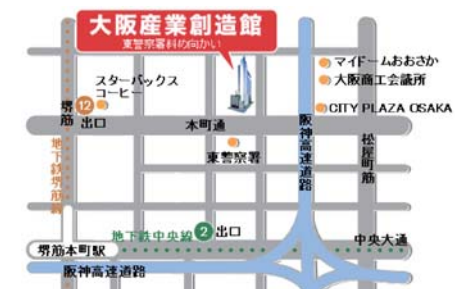 大阪産業創造館
東警察署斜め向かい
マイドームおおさか
大阪商工会議所
CITY PLAZA OSAKA
スターバックス
コーヒー
堺筋
12
出口
本町通
阪神高速道路
松屋町筋
東警察署
地下鉄堺筋線
地下鉄中央線
2
出口
中央大通
堺筋本町駅
阪神高速道路